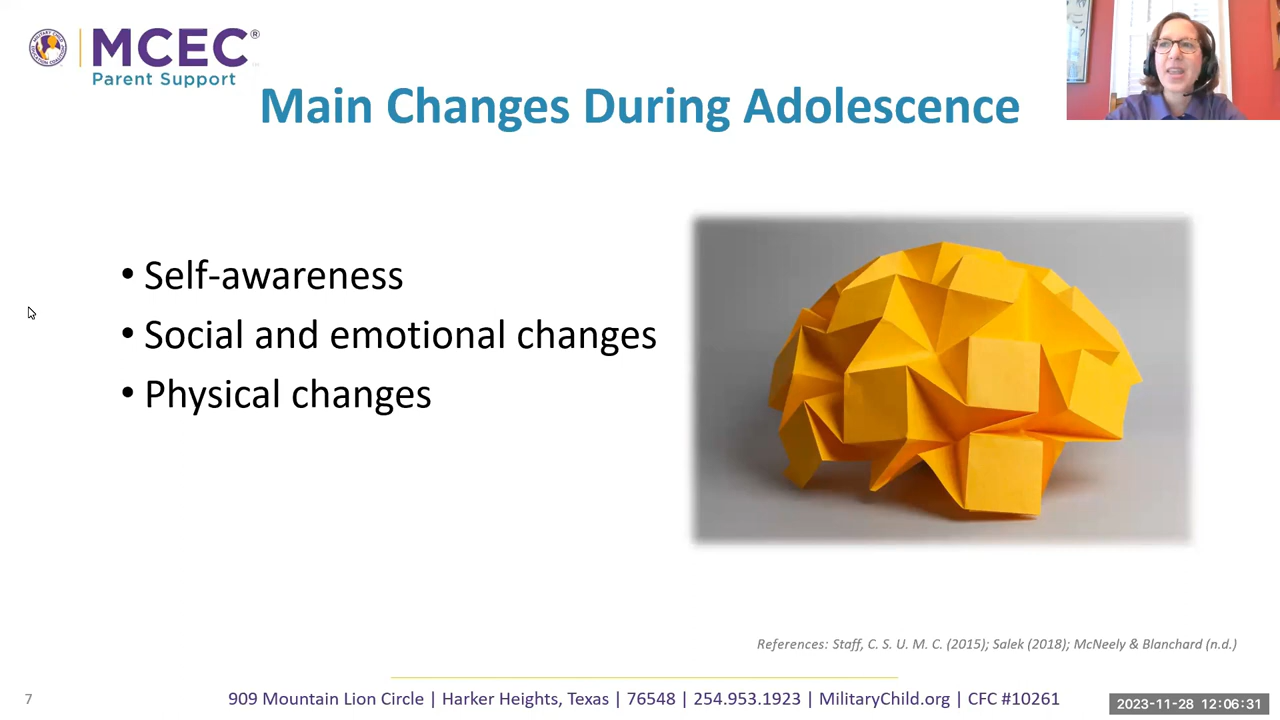 MCEC®
Parent Support
Main Changes During Adolescence
• Self-awareness
• Social and emotional changes
• Physical changes
References: Staff, C. S. U. M. C. (2015); Salek (2018); McNeely & Blanchard (n.d.)
7
909 Mountain Lion Circle | Harker Heights, Texas | 76548 | 254.953.1923 | MilitaryChild.org | CFC #10261
2023-11-28 12:06:31